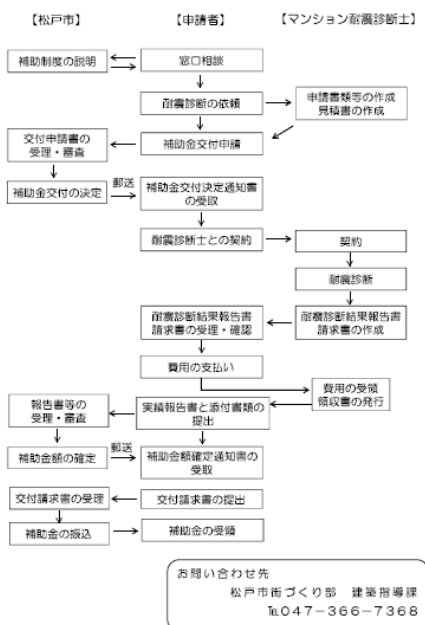 【松戸市】 【申請者】 【マンション耐震診断士】
補助制度の説明
窓口相談
耐震診断の依頼
申請書類等の作成
見積書の作成
交付申請書の
受理・審査
補助金交付申請
補助金交付の決定
郵送
補助金交付決定通知書
の受取
耐震診断士との契約
契約
耐震診断
耐震診断結果報告書
請求書の受理・確認
耐震診断結果報告書
請求書の作成
費用の支払い
費用の受領
領収書の発行
報告書等の
受理・審査
実績報告書と添付書類の
提出
補助金額の確定
郵送
補助金額確定通知書の
受取
交付請求書の受理
交付請求書の提出
補助金の振込
補助金の受領
お問い合わせ先
松戸市街づくり部 建築指導課
℡047－366－7368